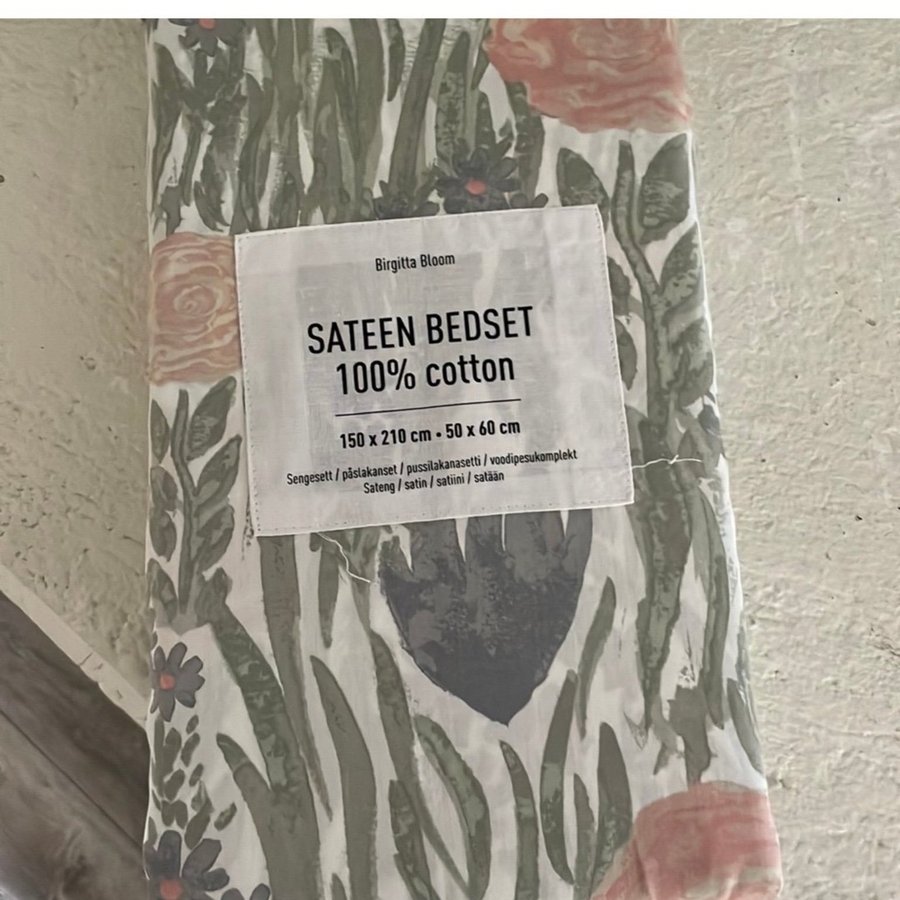 Birgitta Bloom
SATEEN BEDSET
100% cotton
150 x 210 cm • 50 x 60 cm
Sengesett / påslakanset / pussilakanasetti / voodipesukomplekt
Sateng / satin / satiini / satään